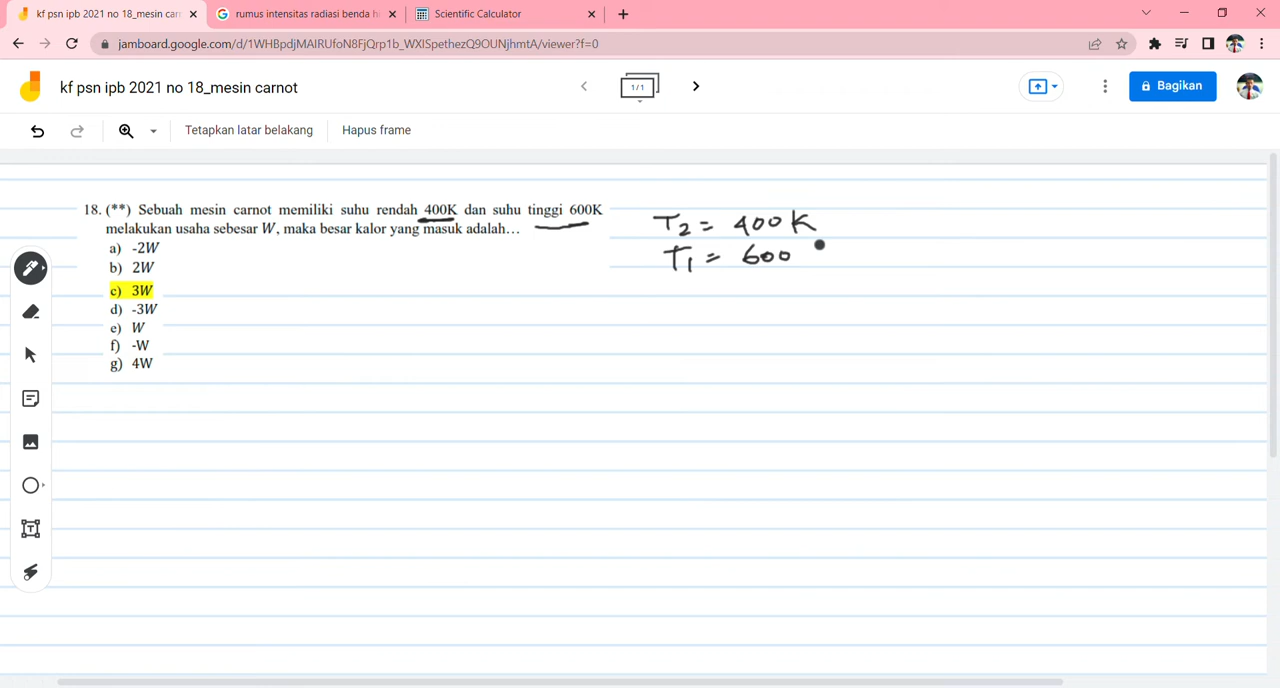 kf psn ipb 2021 no 18_mesin carn
rumus intensitas radiasi benda h
Scientific Calculator
jamboard.google.com/d/1WHBpdjMAIRUfoN8FjQrp1b_WXISpethezQ9OUNjhmtA/viewer?f=0
kf psn ipb 2021 no 18_mesin carnot
1/1
Bagikan
Tetapkan latar belakang
Hapus frame
18. (**) Sebuah mesin carnot memiliki suhu rendah 400K dan suhu tinggi 600K
melakukan usaha sebesar W, maka besar kalor yang masuk adalah…
a) -2W
b) 2W
c) 3W
d) -3W
e) W
f) -W
g) 4W
T₂ = 400 K
T₁ = 600